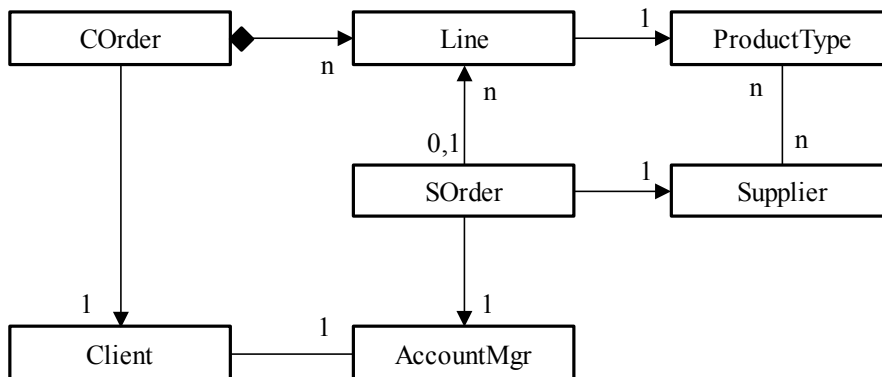 COrder
Line
ProductType
1
n
n
n
0,1
n
SOrder
1
Supplier
1
1
1
Client
AccountMgr